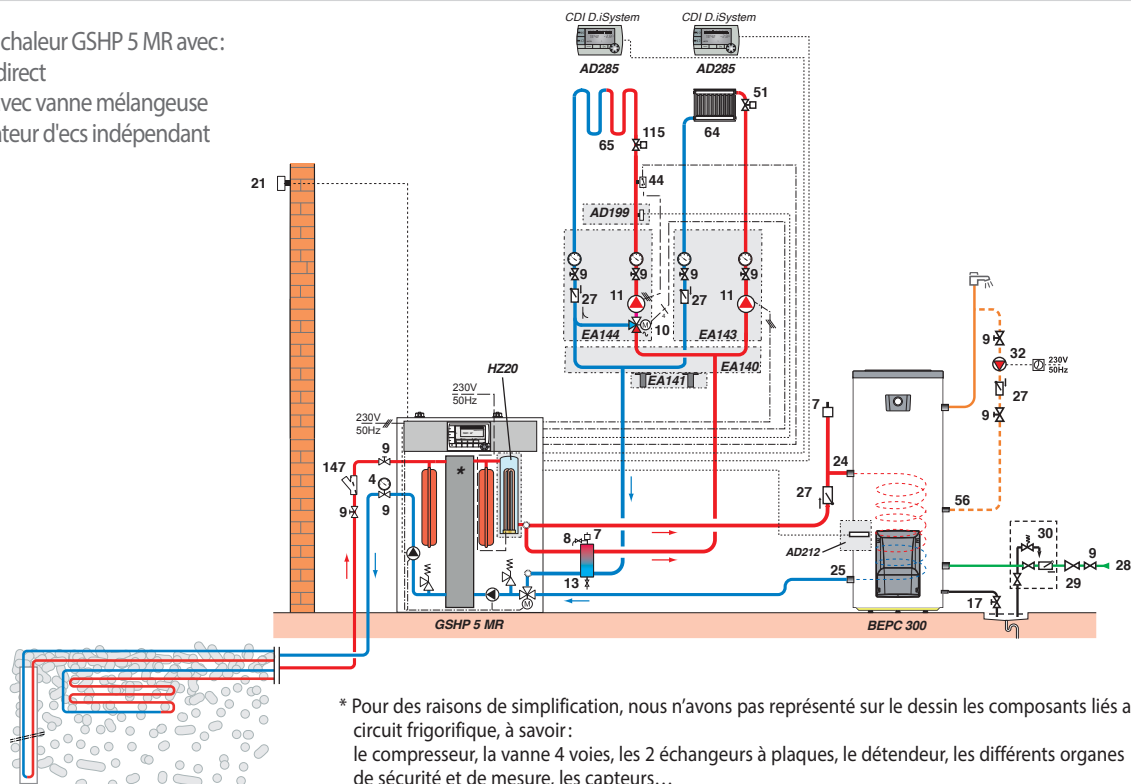 CDI D.iSystem
CDI D.iSystem
chaleur GSHP 5 MR avec :
direct
vec vanne mélangeuse
ateur d'ecs indépendant
AD285
AD285
51
65
115
64
21
44
AD199
9
9
9
9
27
11
27
11
10
EA144
EA143
M
EA140
EA141
HZ20
230V
50Hz
230V
50Hz
9
147
4
9
9
*
8
7
13
M
GSHP 5 MR
7
24
27
AD212
25
BEPC 300
9
32
230V
50Hz
27
9
56
30
9
28
29
17
* Pour des raisons de simplification, nous n'avons pas représenté sur le dessin les composants liés a
circuit frigorifique, à savoir :
le compresseur, la vanne 4 voies, les 2 échangeurs à plaques, le détendeur, les différents organes
de sécurité et de mesure, les capteurs…